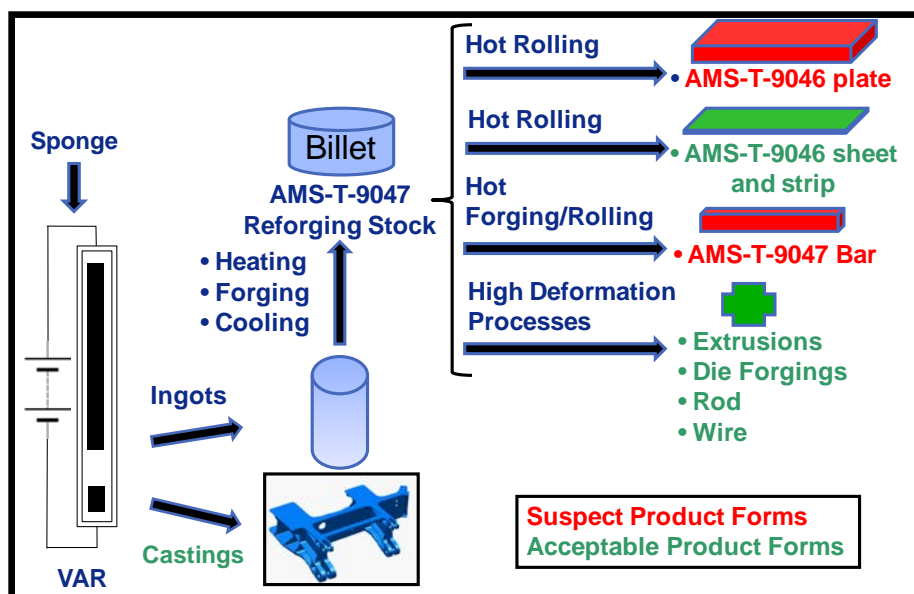 Sponge
VAR
Ingots
Castings
Billet
AMS-T-9047
Reforging Stock
• Heating
• Forging
• Cooling
Hot Rolling
• AMS-T-9046 plate
Hot Rolling
• AMS-T-9046 sheet
and strip
Hot
Forging/Rolling
• AMS-T-9047 Bar
High Deformation
Processes
• Extrusions
• Die Forgings
• Rod
• Wire
Suspect Product Forms
Acceptable Product Forms